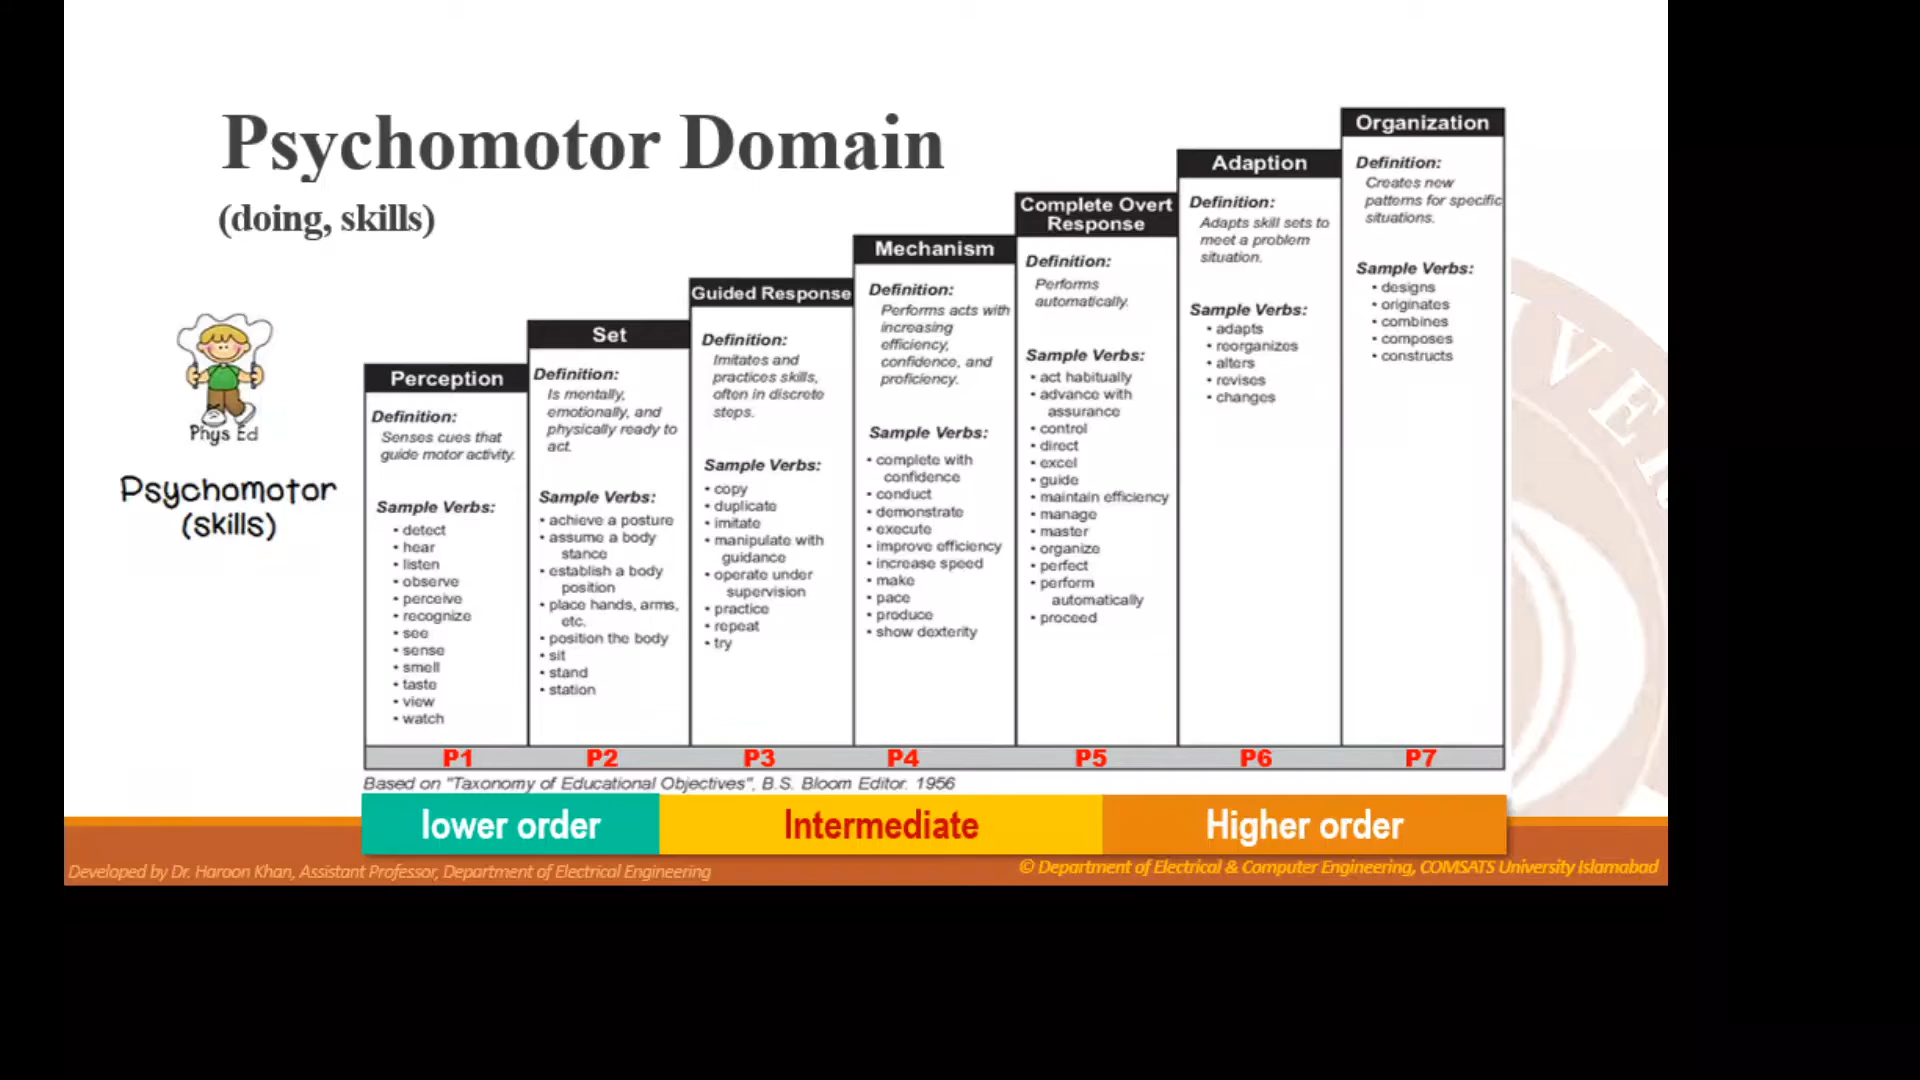 Psychomotor Domain
(doing, skills)
Phys Ed
Psychomotor
(skills)
Perception
Definition:
Senses cues that
guide motor activity.
Sample Verbs:
• detect
• hear
• listen
• observe
• perceive
• recognize
• see
• sense
• smell
• taste
• view
• watch
P1
Set
Definition:
Is mentally,
emotionally, and
physically ready to
act.
Sample Verbs:
• achieve a posture
• assume a body
stance
• establish a body
position
• place hands, arms,
etc.
• position the body
• sit
• stand
• station
P2
Guided Response
Definition:
Imitates and
practices skills,
often in discrete
steps.
Sample Verbs:
• copy
• duplicate
• imitate
• manipulate with
guidance
• operate under
supervision
• practice
• repeat
• try
P3
Mechanism
Definition:
Performs acts with
increasing
efficiency,
confidence, and
proficiency.
Sample Verbs:
• complete with
confidence
• conduct
• demonstrate
• execute
• improve efficiency
• increase speed
• make
• pace
• produce
• show dexterity
P4
Complete Overt
Response
Definition:
Performs
automatically.
Sample Verbs:
• act habitually
• advance with
assurance
• control
• direct
• excel
• guide
• maintain efficiency
• manage
• master
• organize
• perfect
• perform
automatically
• proceed
P5
Adaption
Definition:
Adapts skill sets to
meet a problem
situation.
Sample Verbs:
• adapts
• reorganizes
• alters
• revises
• changes
P6
Organization
Definition:
Creates new
patterns for specific
situations.
Sample Verbs:
• designs
• originates
• combines
• composes
• constructs
P7
Based on "Taxonomy of Educational Objectives", B.S. Bloom Editor. 1956
lower order
Intermediate
Higher order
Developed by Dr. Haroon Khan, Assistant Professor, Department of Electrical Engineering
© Department of Electrical & Computer Engineering, COMSATS University Islamabad